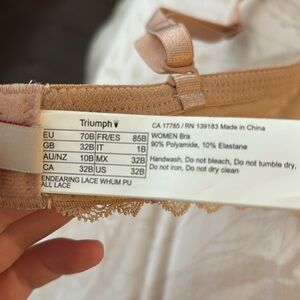 Triumph
EU 70B FR/ES 85B
GB 32B IT 1B
AU/NZ 10B MX 32B
CA 32B US 32B
ENDEARING LACE WHUM PU
ALL LACE
CA 17785 / RN 139183 Made in China
WOMEN Bra
90% Polyamide, 10% Elastane
Handwash, Do not bleach, Do not tumble dry,
Do not iron, Do not dry clean